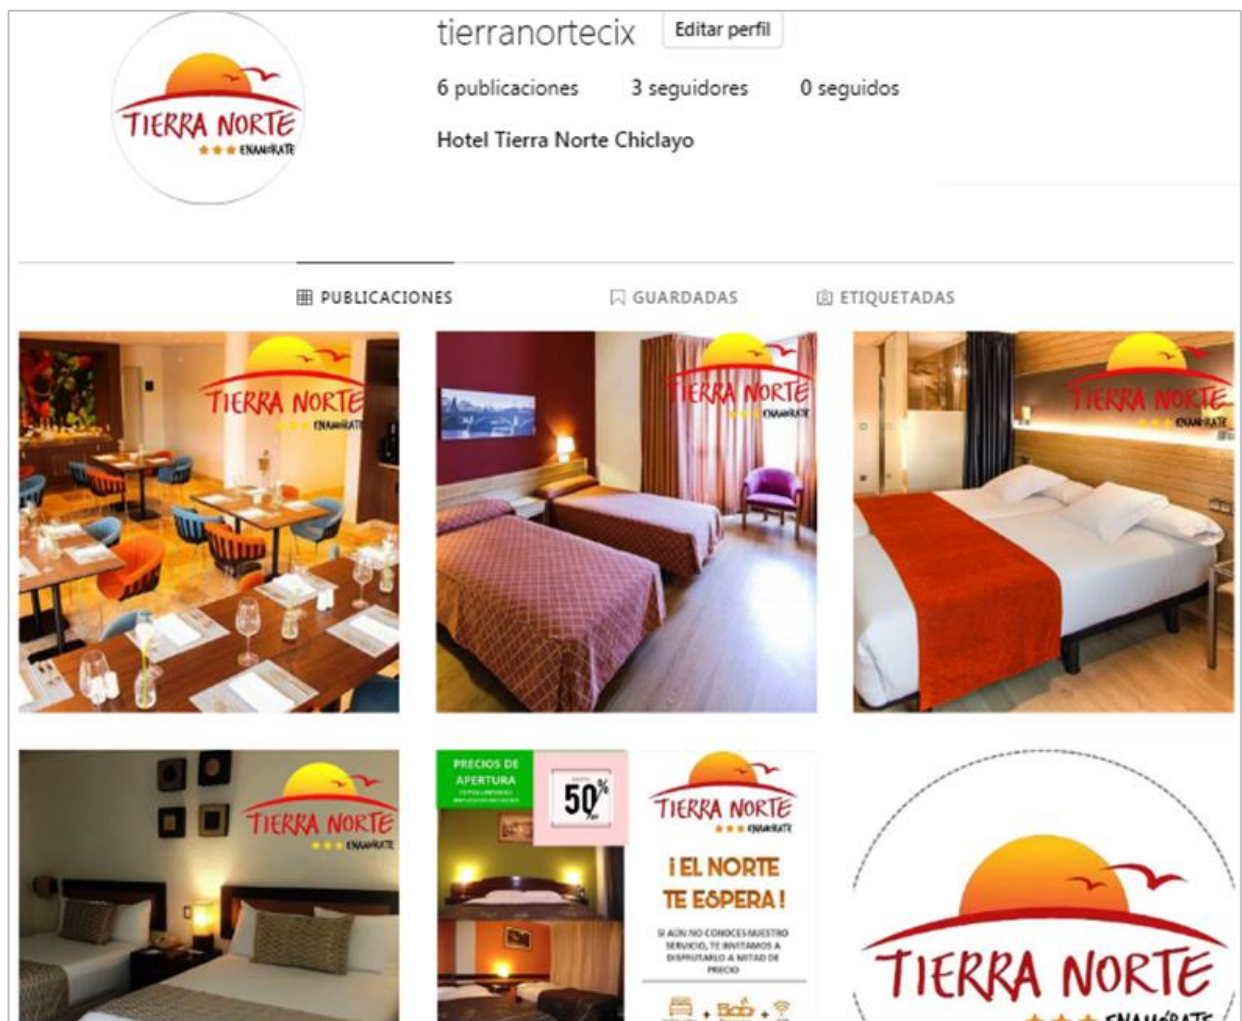 tierranortecix Editar perfil
6 publicaciones 3 seguidores 0 seguidos
Hotel Tierra Norte Chiclayo
TIERRA NORTE
ENAMÓRATE
PUBLICACIONES GUARDADAS ETIQUETADAS
TIERRA NORTE
ENAMÓRATE
TIERRA NORTE
ENAMÓRATE
TIERRA NORTE
ENAMÓRATE
TIERRA NORTE
ENAMÓRATE
PRECIOS DE
APERTURA
50%
TIERRA NORTE
ENAMÓRATE
¡ EL NORTE
TE ESPERA !
SI AÚN NO CONOCES NUESTRO
SERVICIO, TE INVITAMOS A
DISFRUTARLO A MITAD DE
PRECIO
TIERRA NORTE
ENAMÓRATE